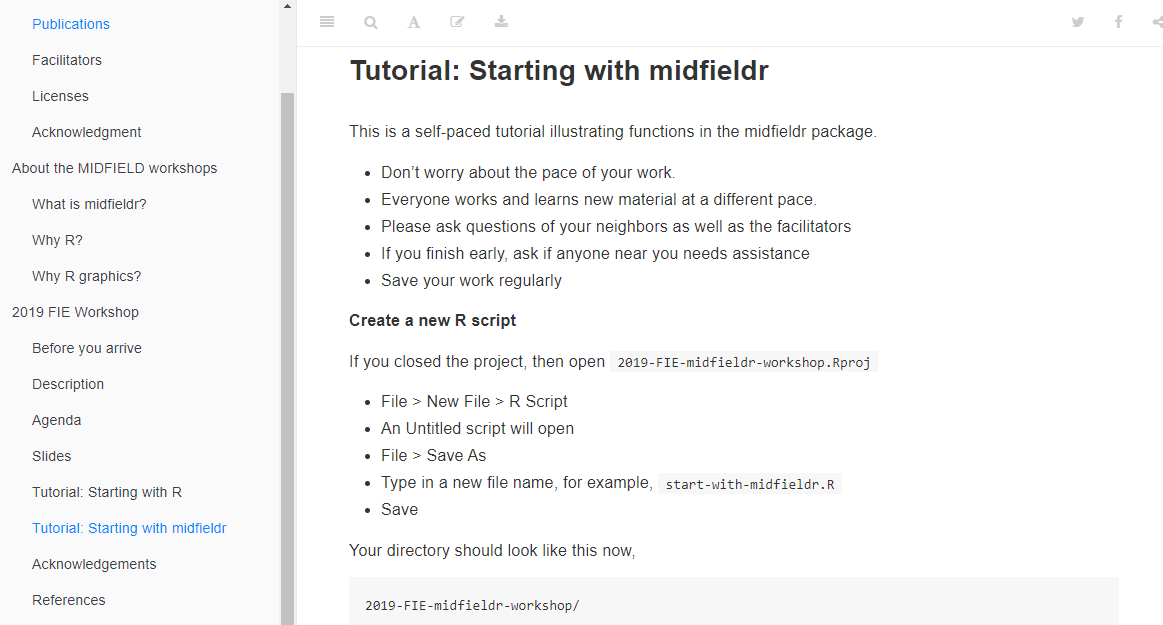 Publications
Facilitators
Licenses
Acknowledgment
About the MIDFIELD workshops
What is midfieldr?
Why R?
Why R graphics?
2019 FIE Workshop
Before you arrive
Description
Agenda
Slides
Tutorial: Starting with R
Tutorial: Starting with midfieldr
Acknowledgements
References
Tutorial: Starting with midfieldr
This is a self-paced tutorial illustrating functions in the midfieldr package.
• Don’t worry about the pace of your work.
• Everyone works and learns new material at a different pace.
• Please ask questions of your neighbors as well as the facilitators
• If you finish early, ask if anyone near you needs assistance
• Save your work regularly
Create a new R script
If you closed the project, then open 2019-FIE-midfieldr-workshop.Rproj
• File > New File > R Script
• An Untitled script will open
• File > Save As
• Type in a new file name, for example, start-with-midfieldr.R
• Save
Your directory should look like this now,
2019-FIE-midfieldr-workshop/